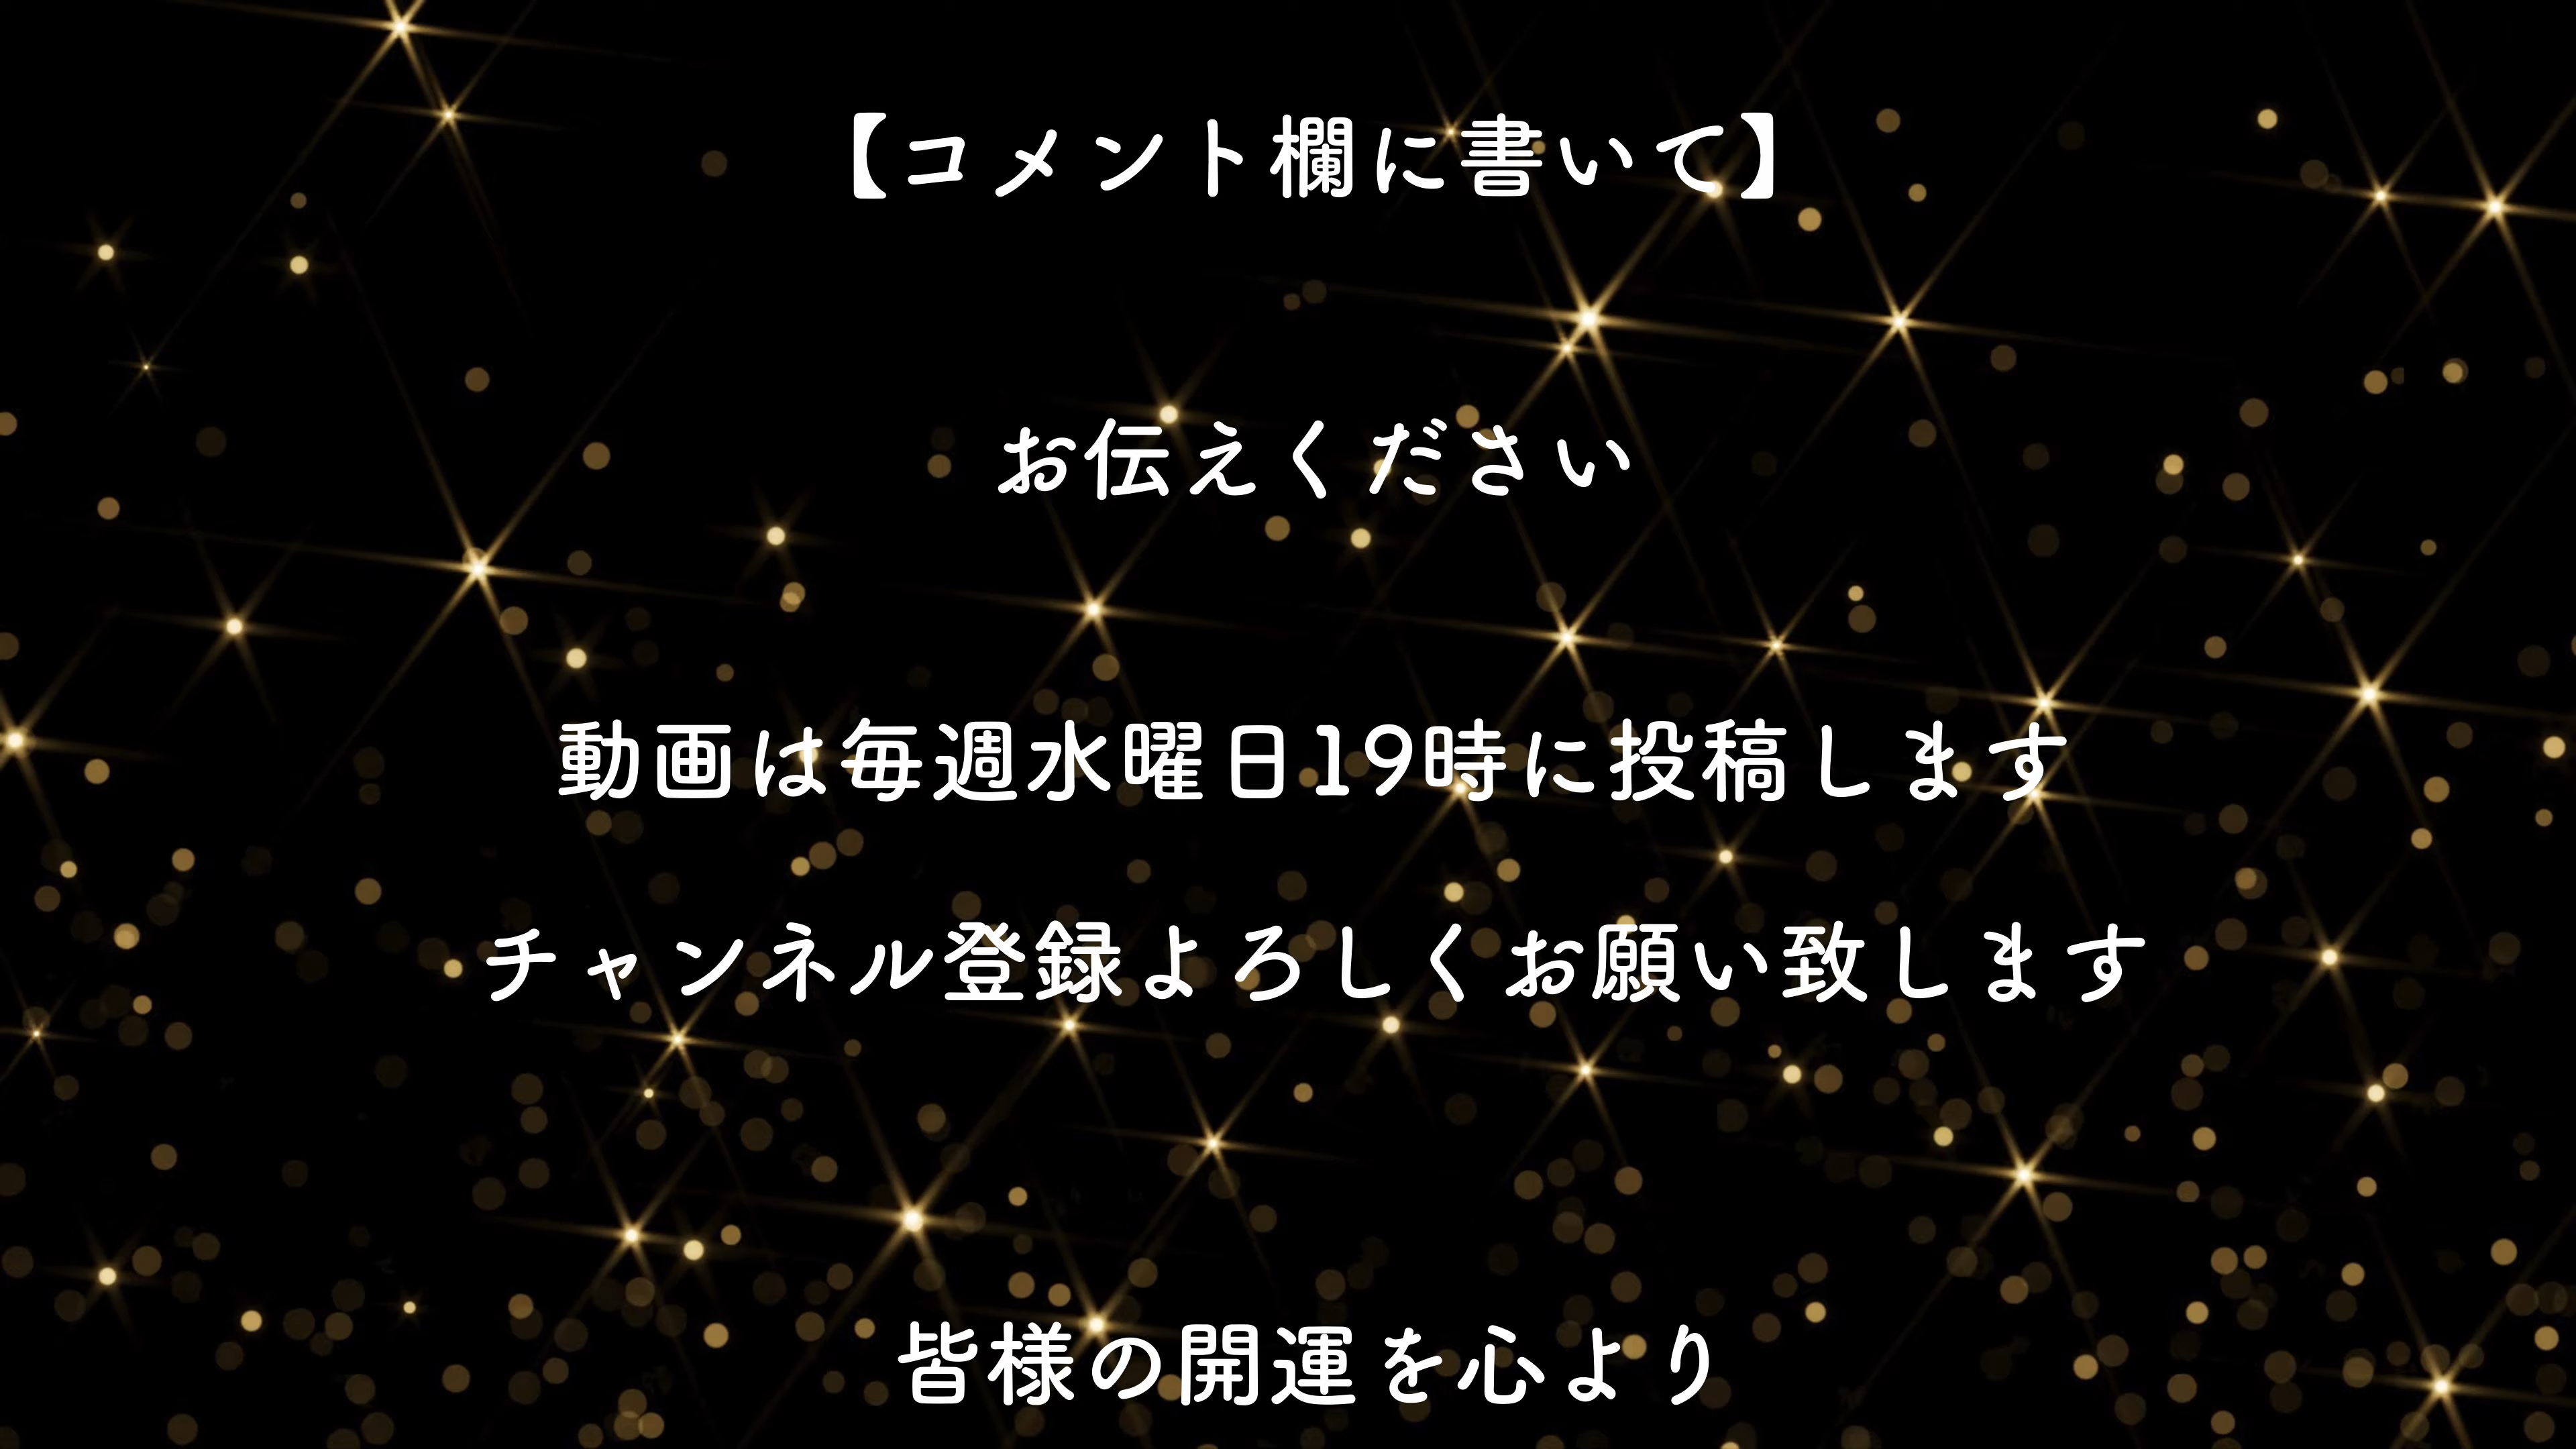 【コメント欄に書いて】
お伝えください
動画は毎週水曜日19時に投稿します
チャンネル登録よろしくお願い致します
皆様の開運を心より